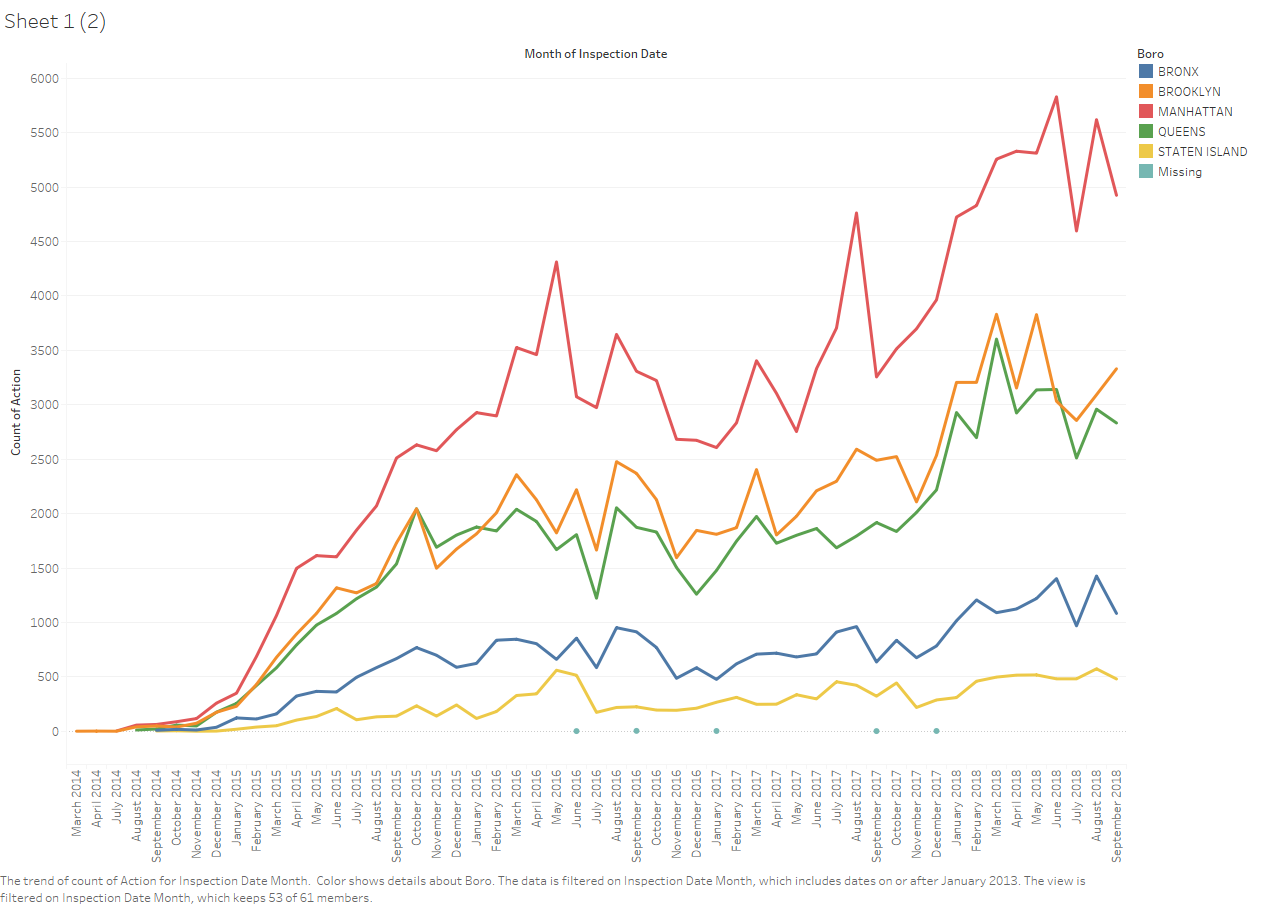 Sheet 1 (2)
Month of Inspection Date
Boro
BRONX
BROOKLYN
MANHATTAN
QUEENS
STATEN ISLAND
Missing
6000
5500
5000
4500
4000
3500
3000
2500
2000
1500
1000
500
0
Count of Action
March 2014
April 2014
July 2014
August 2014
September 2014
October 2014
November 2014
December 2014
January 2015
February 2015
March 2015
April 2015
May 2015
June 2015
July 2015
August 2015
September 2015
October 2015
November 2015
December 2015
January 2016
February 2016
March 2016
April 2016
May 2016
June 2016
July 2016
August 2016
September 2016
October 2016
November 2016
December 2016
January 2017
February 2017
March 2017
April 2017
May 2017
June 2017
July 2017
August 2017
September 2017
October 2017
November 2017
December 2017
January 2018
February 2018
March 2018
April 2018
May 2018
June 2018
July 2018
August 2018
September 2018
The trend of count of Action for Inspection Date Month.  Color shows details about Boro. The data is filtered on Inspection Date Month, which includes dates on or after January 2013. The view is
filtered on Inspection Date Month, which keeps 53 of 61 members.